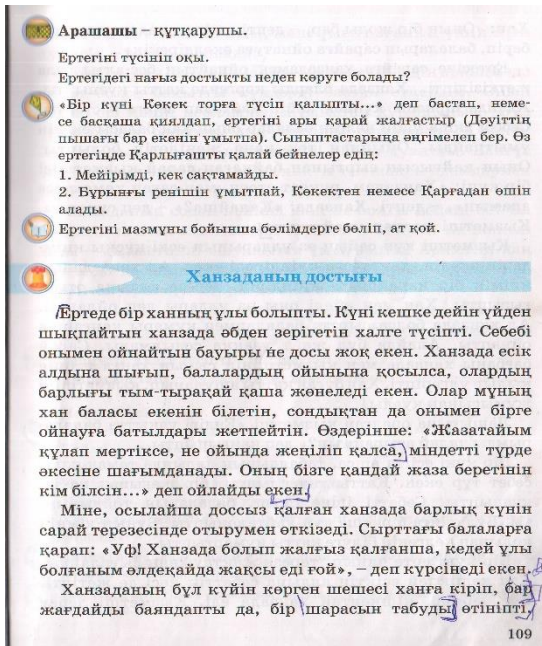 Арашашы – құтқарушы.
Ертегіні түсініп оқы.
Ертегідегі нағыз достықты неден көруге болады?
«Бір күні Көкек торға түсіп қалыпты...» деп бастап, неме-
се басқаша қиялдап, ертегіні ары қарай жалғастыр (Дәуіттің
пышағы бар екенін ұмытпа). Сыныптастарыңа әңгімелеп бер. Өз
ертегіңде Қарлығашты қалай бейнелер едің:
1. Мейірімді, кек сақтамайды.
2. Бұрынғы ренішін ұмытпай, Көкектен немесе Қарғадан өшін
алады.
Ертегіні мазмұны бойынша бөлімдерге бөліп, ат қой.
Ханзаданың достығы
Ертеде бір ханның ұлы болыпты. Күні кешке дейін үйден
шықпайтын ханзада әбден зерігетін халге түсіпті. Себебі
онымен ойнайтын бауыры не досы жоқ екен. Ханзада есік
алдына шығып, балалардың ойынына қосылса, олардың
барлығы тым-тырақай қаша жөнеледі екен. Олар мұның
хан баласы екенін білетін, сондықтан да онымен бірге
ойнауға батылдары жетпейтін. Өздерінше: «Жазатайым
құлап мертіксе, не ойында жеңіліп қалса, міндетті түрде
әкесіне шағымданады. Оның бізге қандай жаза беретінін
кім білсін...» деп ойлайды екен.
Міне, осылайша доссыз қалған ханзада барлық күнін
сарай терезесінде отырумен өткізеді. Сырттағы балаларға
қарап: «Уф! Ханзада болып жалғыз қалғанша, кедей ұлы
болғаным әлдеқайда жақсы еді ғой», – деп күрсінеді екен.
Ханзаданың бұл күйін көрген шешесі ханға кіріп, бар
жағдайды баяндапты да, бір шарасын табуды өтініпті.
109